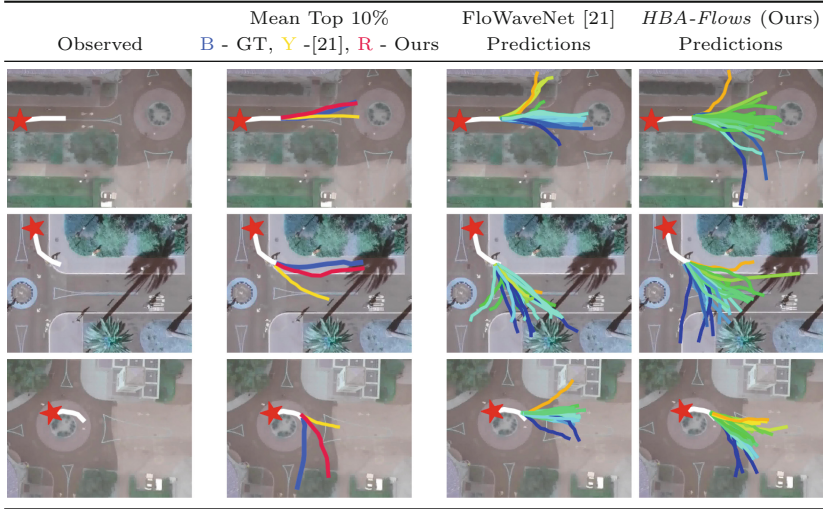 Mean Top 10% FloWaveNet [21] HBA-Flows (Ours)
Observed B - GT, Y -[21], R - Ours Predictions Predictions